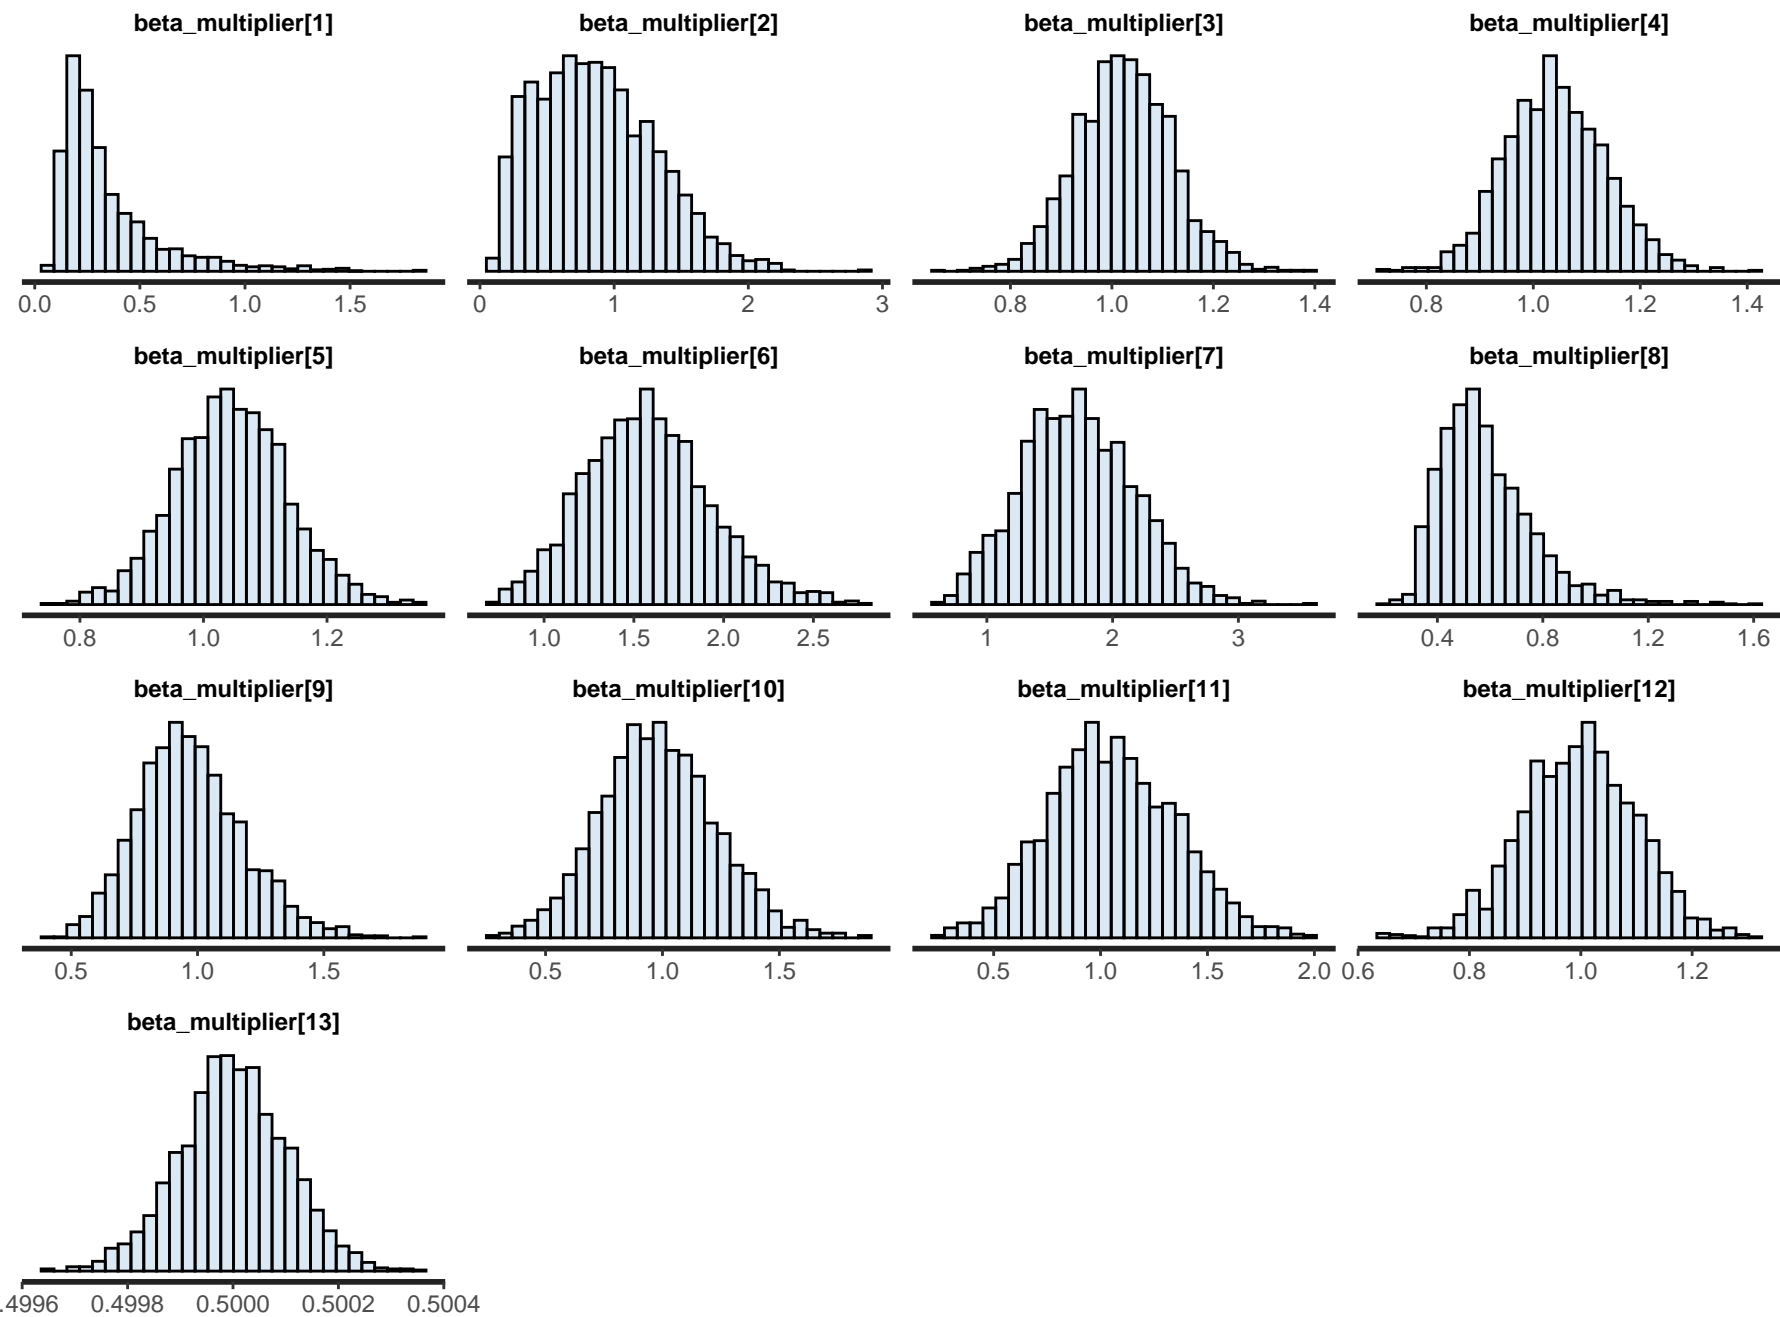 beta_multiplier[1] beta_multiplier[2] beta_multiplier[3] beta_multiplier[4]
0.0 0.5 1.0 1.5 0 1 2 3 0.8 1.0 1.2 1.4 0.8 1.0 1.2 1.4
beta_multiplier[5] beta_multiplier[6] beta_multiplier[7] beta_multiplier[8]
0.8 1.0 1.2 1.0 1.5 2.0 2.5 1 2 3 0.4 0.8 1.2 1.6
beta_multiplier[9] beta_multiplier[10] beta_multiplier[11] beta_multiplier[12]
0.5 1.0 1.5 0.5 1.0 1.5 0.5 1.0 1.5 2.0 0.6 0.8 1.0 1.2
beta_multiplier[13]
.4996 0.4998 0.5000 0.5002 0.5004